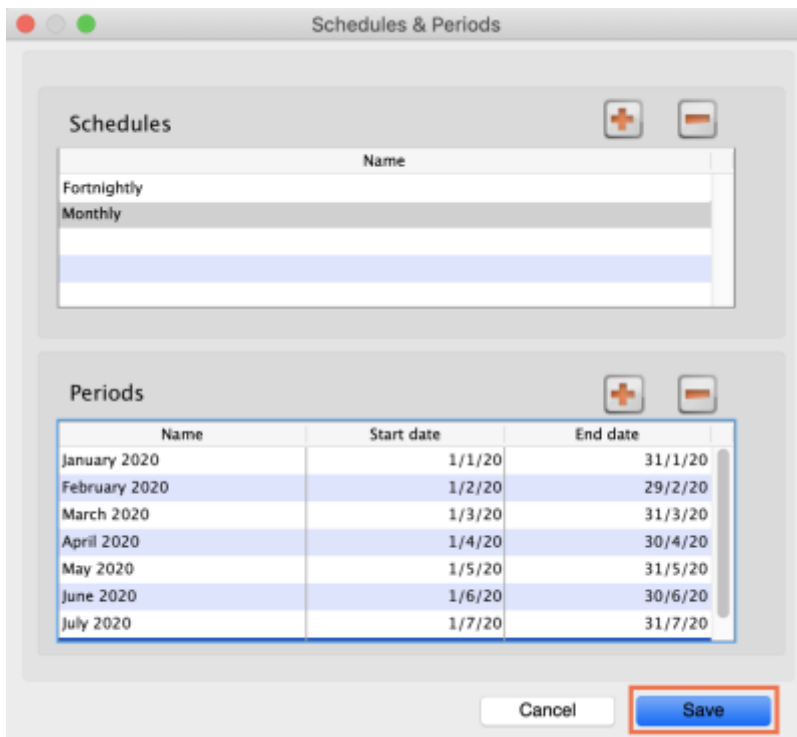 Schedules & Periods
Schedules
Name
Fortnightly
Monthly
Periods
Name Start date End date
January 2020 1/1/20 31/1/20
February 2020 1/2/20 29/2/20
March 2020 1/3/20 31/3/20
April 2020 1/4/20 30/4/20
May 2020 1/5/20 31/5/20
June 2020 1/6/20 30/6/20
July 2020 1/7/20 31/7/20
Cancel Save